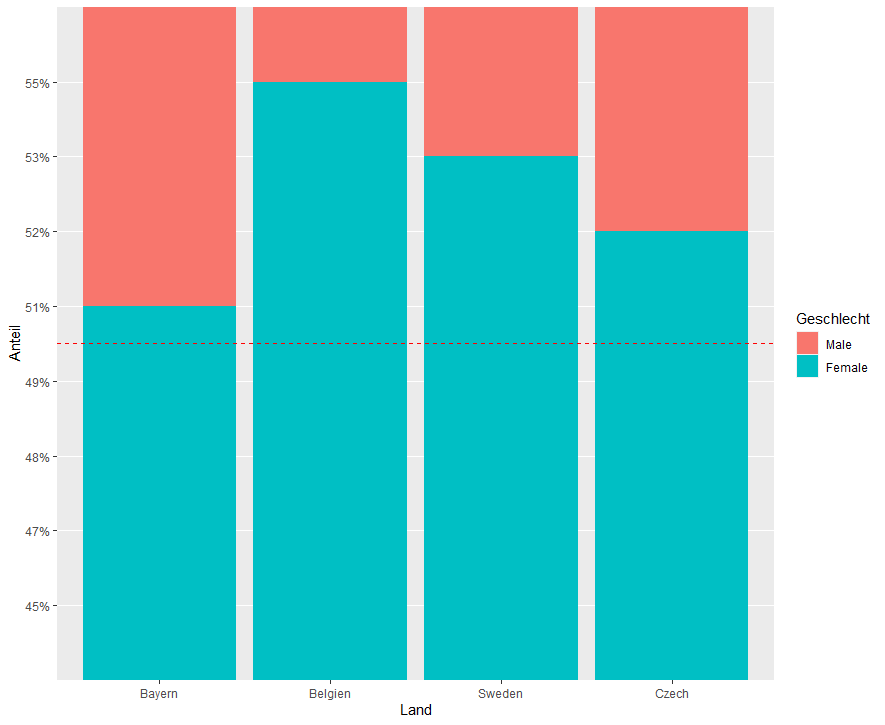 55%
53%
52%
51%
49%
48%
47%
45%
Anteil
Bayern
Belgien
Sweden
Czech
Land
Geschlecht
Male
Female